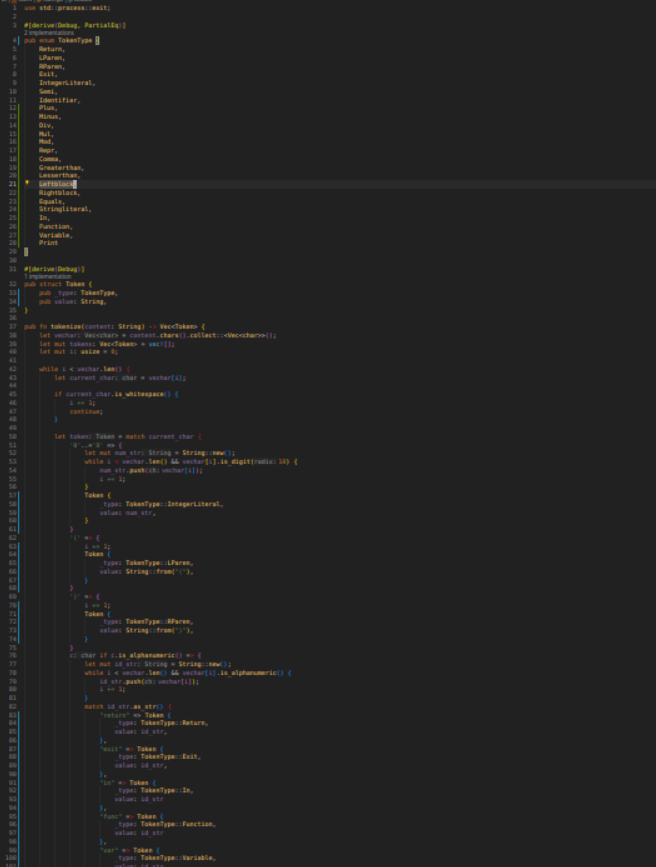 1 use std::process::exit;
2
3 #[derive(Debug, PartialEq)]
2 implementations
4 pub enum TokenType {
5 Return,
6 LParen,
7 RParen,
8 Exit,
9 IntegerLiteral,
10 Semi,
11 Identifier,
12 Plus,
13 Minus,
14 Div,
15 Mul,
16 Mod,
17 Repr,
18 Comma,
19 Greaterthan,
20 Lesserthan,
21 Leftblock,
22 Rightblock,
23 Equals,
24 Stringliteral,
25 In,
26 Function,
27 Variable,
28 Print
29 }
30
31 #[derive(Debug)]
1 implementation
32 pub struct Token {
33 pub _type: TokenType,
34 pub value: String,
35 }
36
37 pub fn tokenize(content: String) -> Vec<Token> {
38 let vechar: Vec<char> = content.chars().collect::<Vec<char>>();
39 let mut tokens: Vec<Token> = vec![];
40 let mut i: usize = 0;
41
42 while i < vechar.len() {
43 let current_char: char = vechar[i];
44
45 if current_char.is_whitespace() {
46 i += 1;
47 continue;
48 }
49
50 let token: Token = match current_char {
51 '0'..='9' => {
52 let mut num_str: String = String::new();
53 while i < vechar.len() && vechar[i].is_digit(radix: 10) {
54 num_str.push(ch: vechar[i]);
55 i += 1;
56 }
57 Token {
58 _type: TokenType::IntegerLiteral,
59 value: num_str,
60 }
61 }
62 '(' => {
63 i += 1;
64 Token {
65 _type: TokenType::LParen,
66 value: String::from("("),
67 }
68 }
69 ')' => {
70 i += 1;
71 Token {
72 _type: TokenType::RParen,
73 value: String::from(")"),
74 }
75 }
76 c: char if c.is_alphanumeric() => {
77 let mut id_str: String = String::new();
78 while i < vechar.len() && vechar[i].is_alphanumeric() {
79 id_str.push(ch: vechar[i]);
80 i += 1;
81 }
82 match id_str.as_str() {
83 "return" => Token {
84 _type: TokenType::Return,
85 value: id_str,
86 },
87 "exit" => Token {
88 _type: TokenType::Exit,
89 value: id_str,
90 },
91 "in" => Token {
92 _type: TokenType::In,
93 value: id_str
94 },
95 "func" => Token {
96 _type: TokenType::Function,
97 value: id_str
98 },
99 "var" => Token {
100 _type: TokenType::Variable,